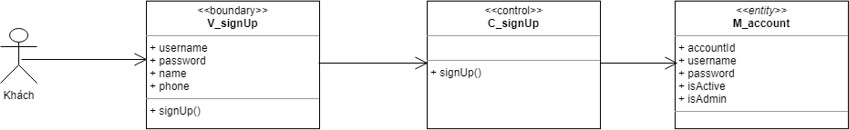 Khách
<<boundary>>
V_signUp
+ username
+ password
+ name
+ phone
+ signUp()
<<control>>
C_signUp
+ signUp()
<<entity>>
M_account
+ accountId
+ username
+ password
+ isActive
+ isAdmin